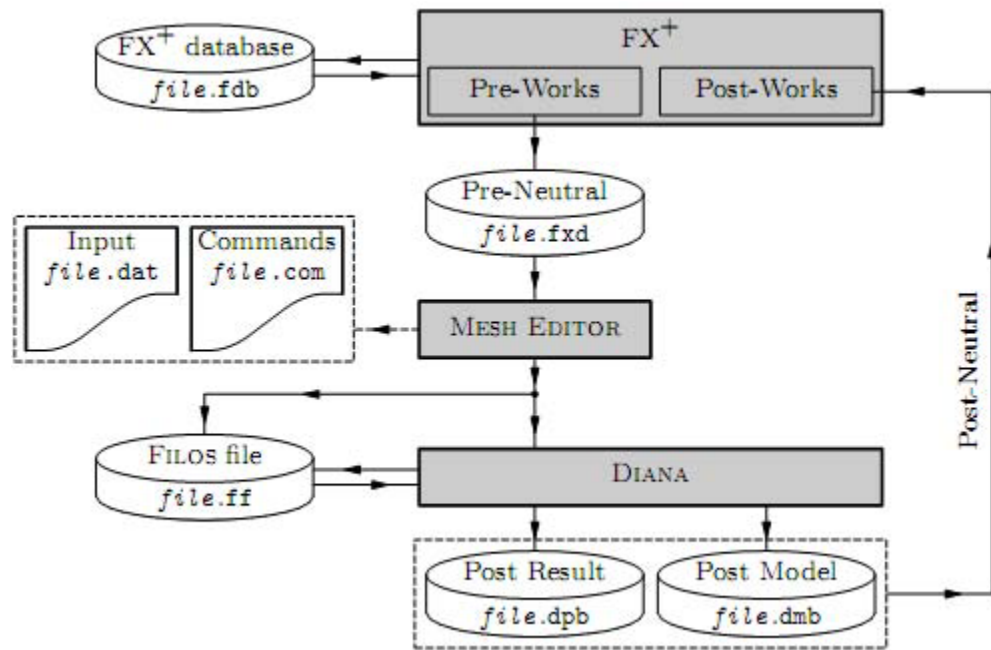 FX+
FX+ database
file.fdb
Pre-Works
Post-Works
Pre-Neutral
file.fxd
Input
file.dat
Commands
file.com
MESH EDITOR
Post-Neutral
FILOS file
file.ff
DIANA
Post Result
file.dpb
Post Model
file.dmb